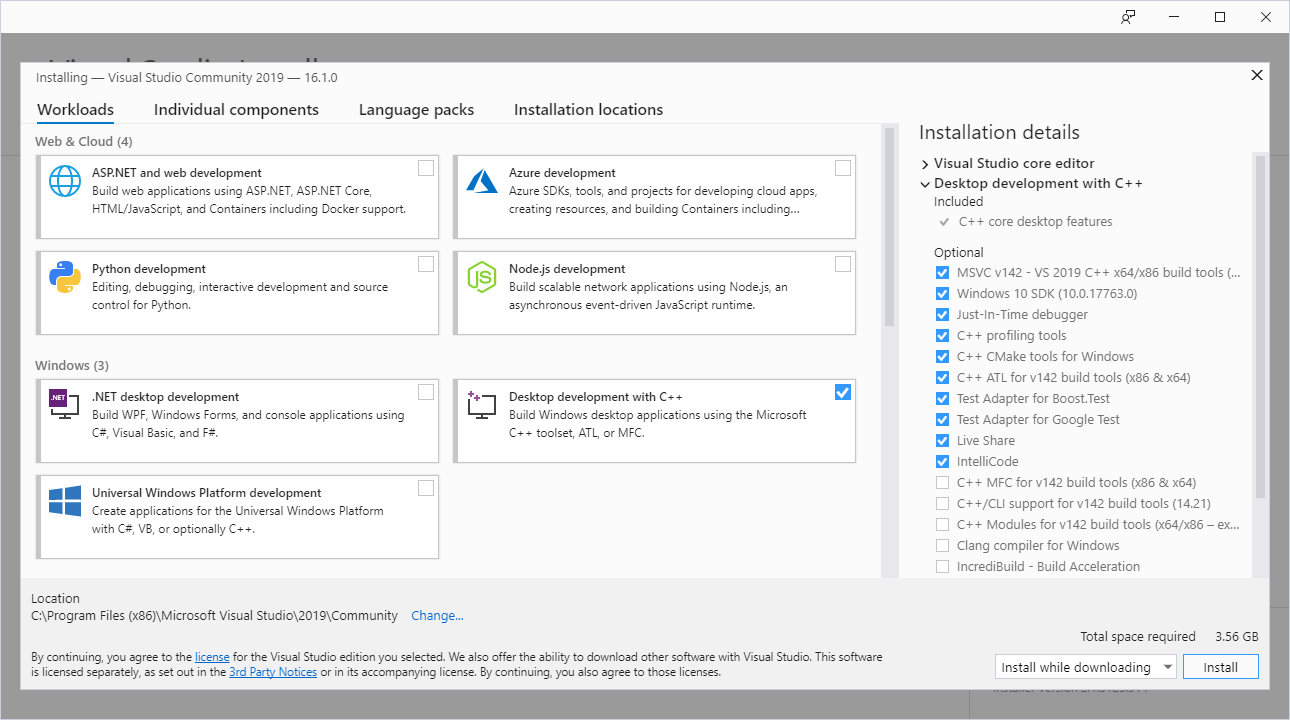 Installing — Visual Studio Community 2019 — 16.1.0
Workloads
Individual components
Language packs
Installation locations
Web & Cloud (4)
ASP.NET and web development
Build web applications using ASP.NET, ASP.NET Core,
HTML/JavaScript, and Containers including Docker support.
Azure development
Azure SDKs, tools, and projects for developing cloud apps,
creating resources, and building Containers including...
Python development
Editing, debugging, interactive development and source
control for Python.
Node.js development
Build scalable network applications using Node.js, an
asynchronous event-driven JavaScript runtime.
Windows (3)
.NET
.NET desktop development
Build WPF, Windows Forms, and console applications using
C#, Visual Basic, and F#.
Desktop development with C++
Build Windows desktop applications using the Microsoft
C++ toolset, ATL, or MFC.
Universal Windows Platform development
Create applications for the Universal Windows Platform
with C#, VB, or optionally C++.
Installation details
Visual Studio core editor
Desktop development with C++
Included
C++ core desktop features
Optional
MSVC v142 - VS 2019 C++ x64/x86 build tools (...
Windows 10 SDK (10.0.17763.0)
Just-In-Time debugger
C++ profiling tools
C++ CMake tools for Windows
C++ ATL for v142 build tools (x86 & x64)
Test Adapter for Boost.Test
Test Adapter for Google Test
Live Share
IntelliCode
C++ MFC for v142 build tools (x86 & x64)
C++/CLI support for v142 build tools (14.21)
C++ Modules for v142 build tools (x64/x86 – ex...
Clang compiler for Windows
IncrediBuild - Build Acceleration
Location
C:\Program Files (x86)\Microsoft Visual Studio\2019\Community Change...
By continuing, you agree to the license for the Visual Studio edition you selected. We also offer the ability to download other software with Visual Studio. This software
is licensed separately, as set out in the 3rd Party Notices or in its accompanying license. By continuing, you also agree to those licenses.
Total space required 3.56 GB
Install while downloading
Install